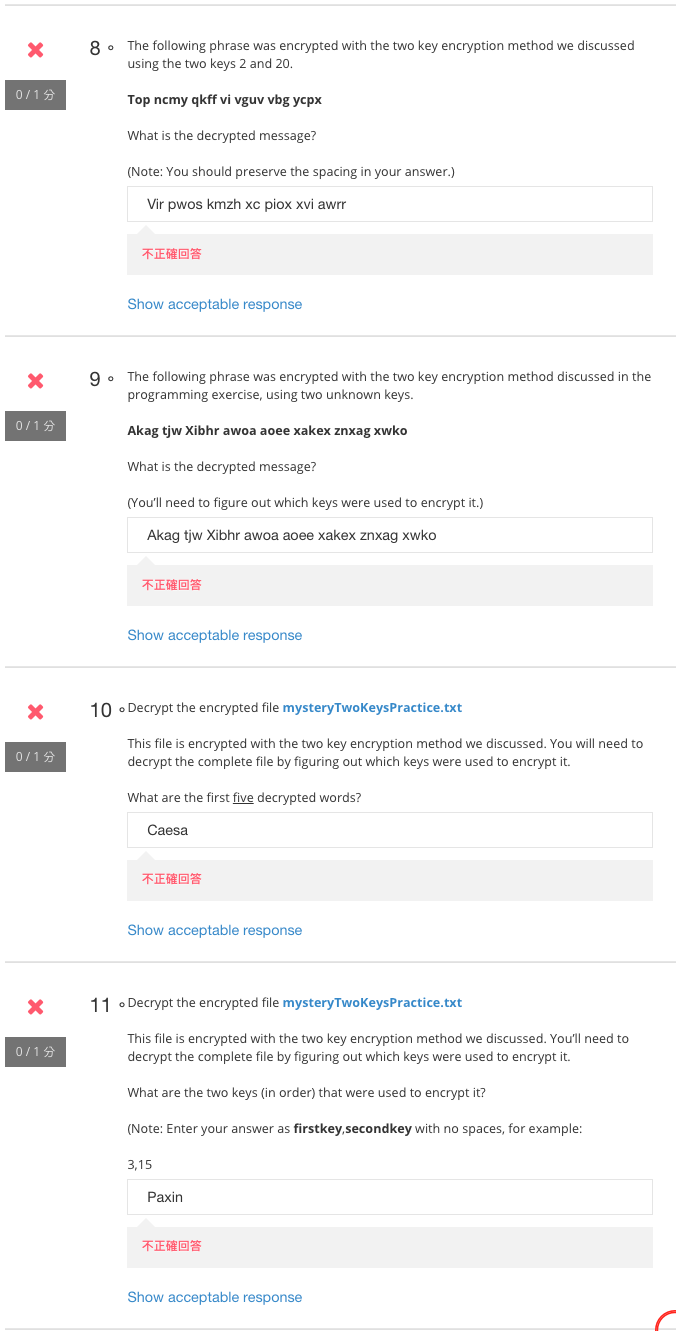 8
The following phrase was encrypted with the two key encryption method we discussed
using the two keys 2 and 20.
0 / 1 分
Top ncmy qkff vi vguv vbg ycpx
What is the decrypted message?
(Note: You should preserve the spacing in your answer.)
Vir pwos kmzh xc piox xvi awrr
不正確回答
Show acceptable response
9
The following phrase was encrypted with the two key encryption method discussed in the
programming exercise, using two unknown keys.
0 / 1 分
Akag tjw Xibhr awoa aoee xakex znxag xwko
What is the decrypted message?
(You’ll need to figure out which keys were used to encrypt it.)
Akag tjw Xibhr awoa aoee xakex znxag xwko
不正確回答
Show acceptable response
10
Decrypt the encrypted file mysteryTwoKeysPractice.txt
0 / 1 分
This file is encrypted with the two key encryption method we discussed. You will need to
decrypt the complete file by figuring out which keys were used to encrypt it.
What are the first five decrypted words?
Caesa
不正確回答
Show acceptable response
11
Decrypt the encrypted file mysteryTwoKeysPractice.txt
0 / 1 分
This file is encrypted with the two key encryption method we discussed. You’ll need to
decrypt the complete file by figuring out which keys were used to encrypt it.
What are the two keys (in order) that were used to encrypt it?
(Note: Enter your answer as firstkey,secondkey with no spaces, for example:
3,15
Paxin
不正確回答
Show acceptable response